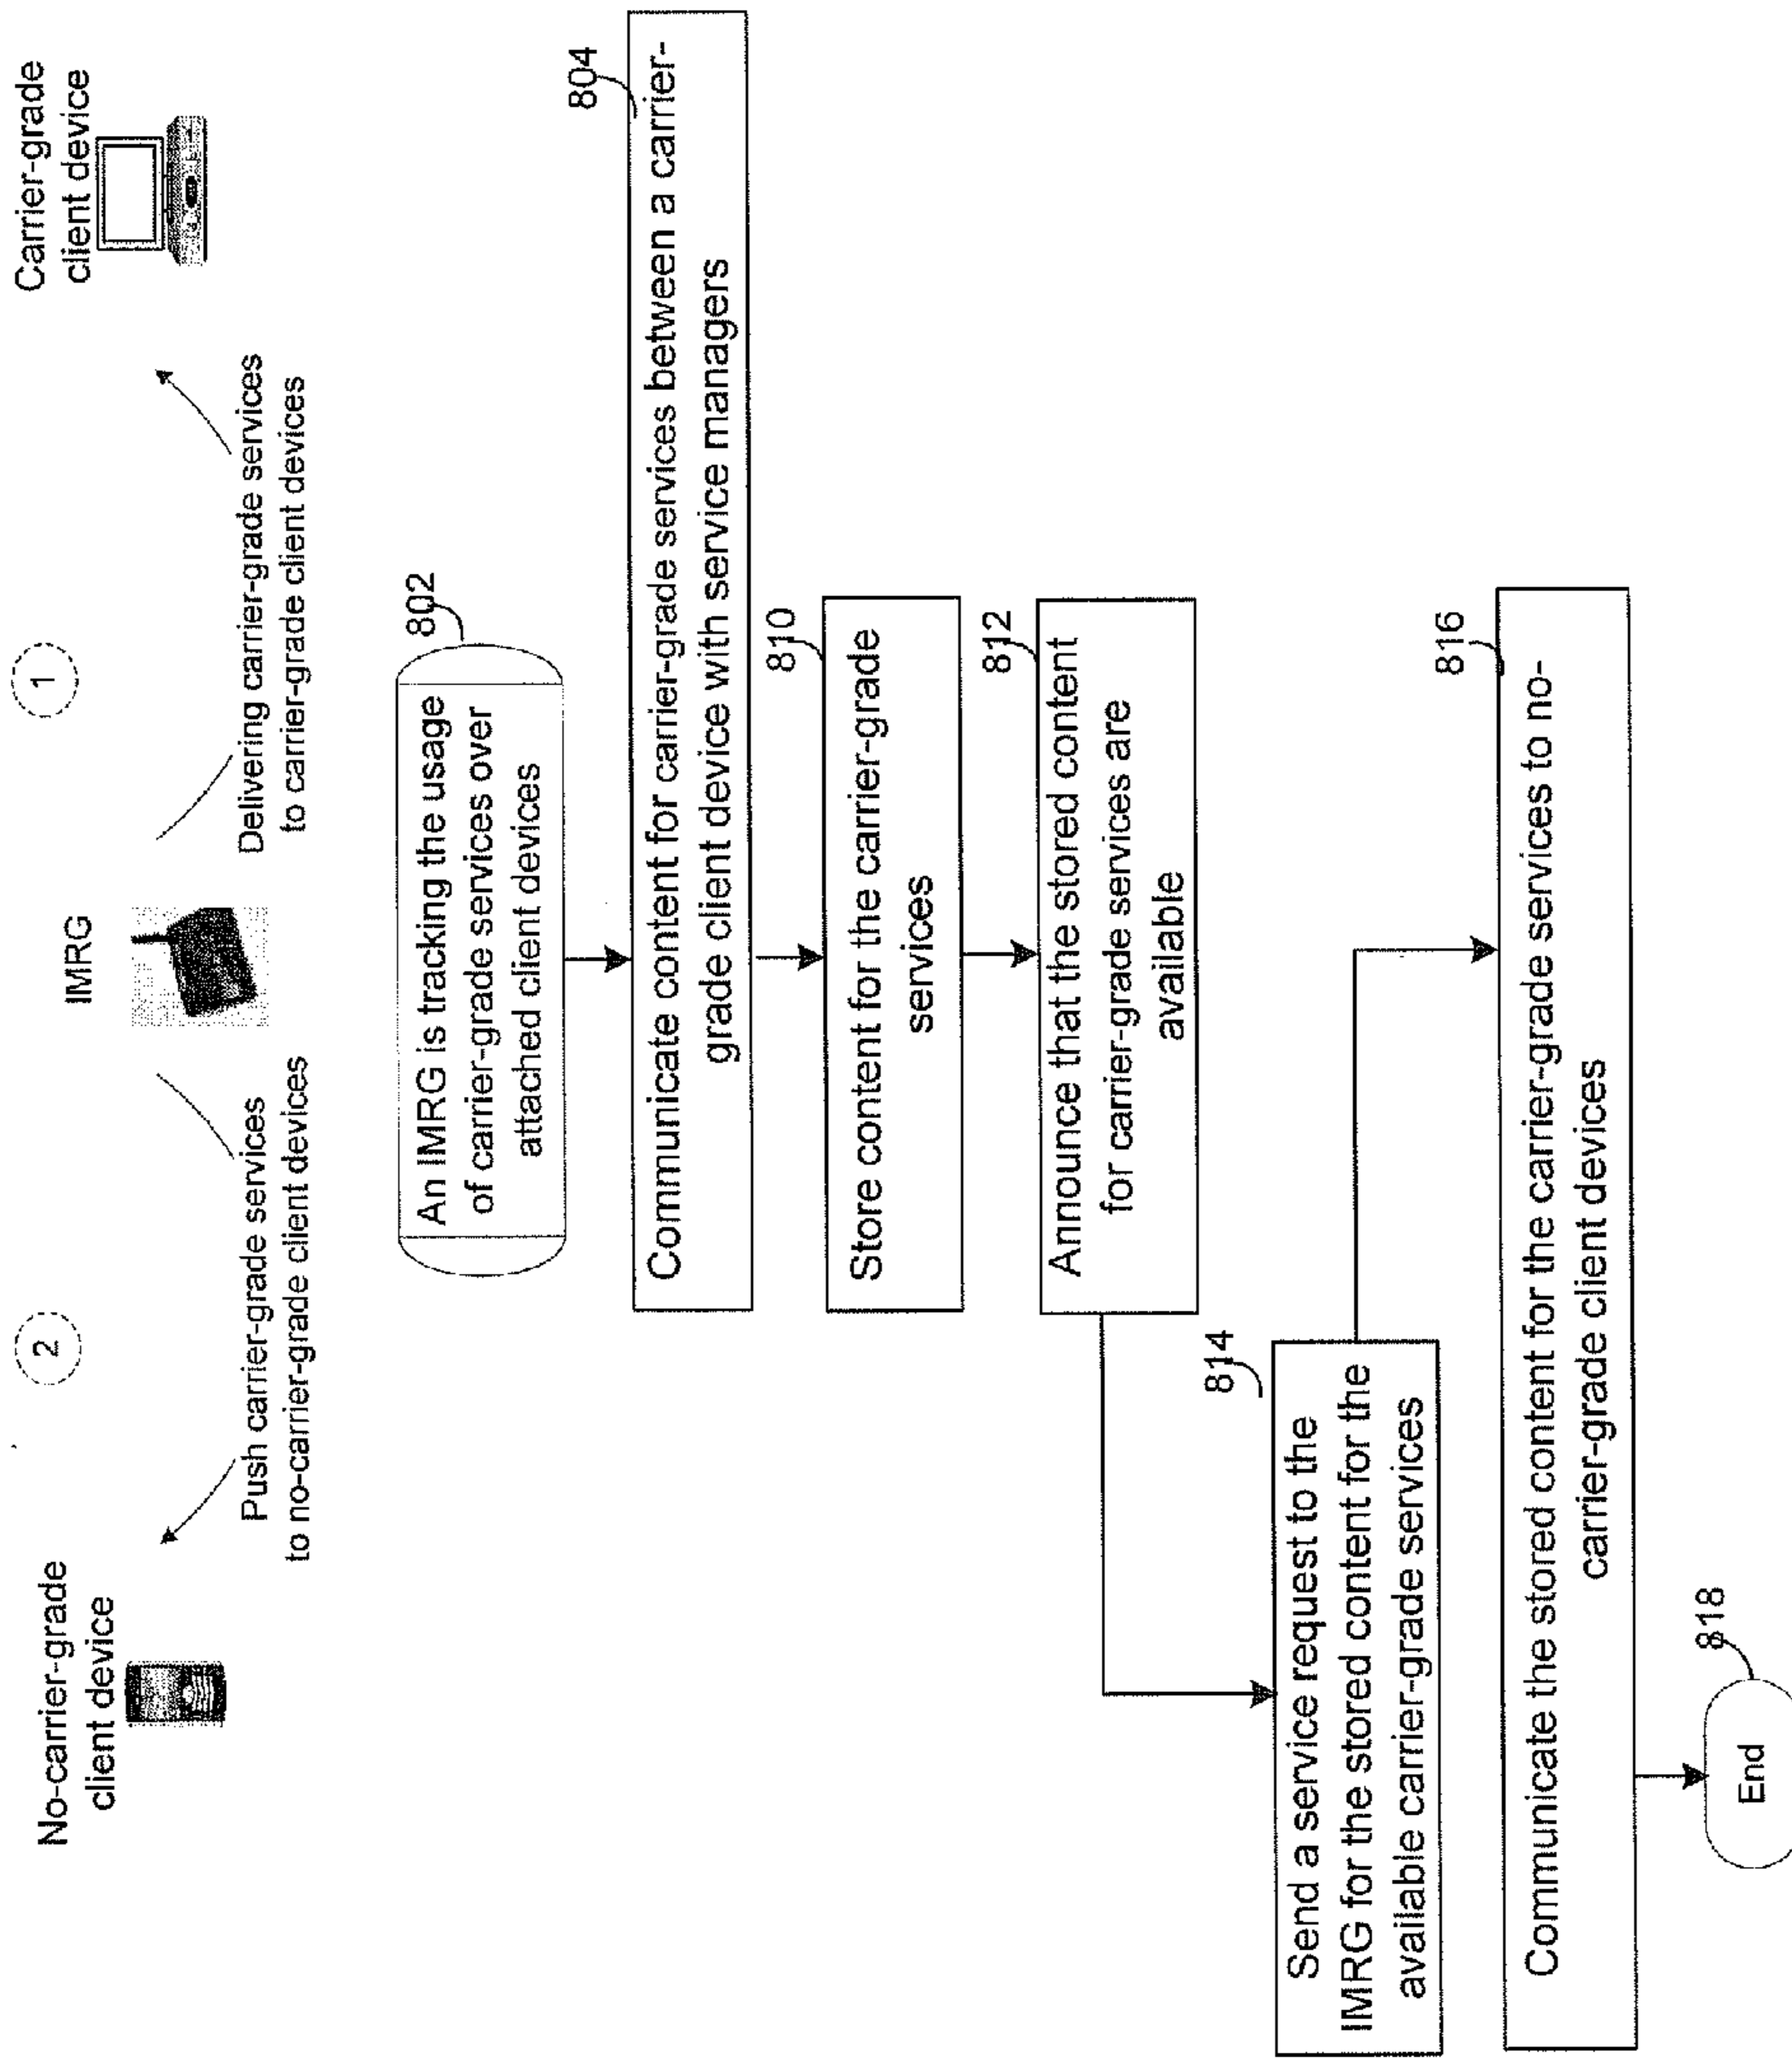 No-carrier-grade
client device
2
Push carrier-grade services
to no-carrier-grade client devices
IMRG
1
Delivering carrier-grade services
to carrier-grade client devices
Carrier-grade
client device
802
An IMRG is tracking the usage
of carrier-grade services over
attached client devices
804
Communicate content for carrier-grade services between a carrier-
grade client device with service managers
810
Store content for the carrier-grade
services
812
Announce that the stored content
for carrier-grade services are
available
814
Send a service request to the
IMRG for the stored content for the
available carrier-grade services
816
Communicate the stored content for the carrier-grade services to no-
carrier-grade client devices
818
End